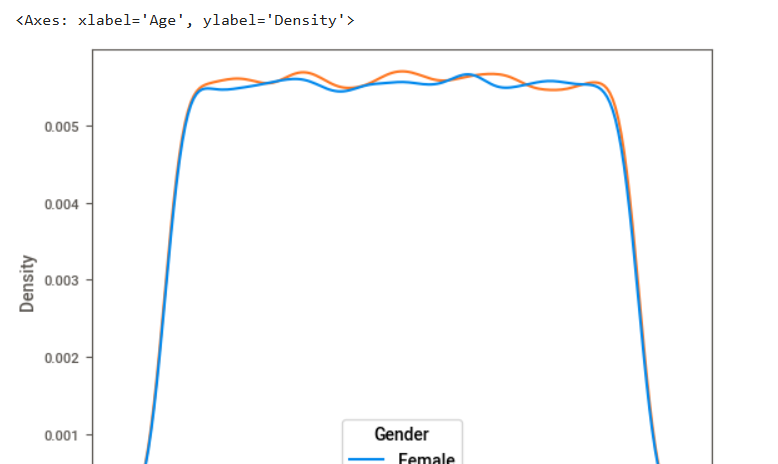 <Axes: xlabel='Age', ylabel='Density'>
0.005
0.004
0.003
Density
0.002
0.001
Gender
Female